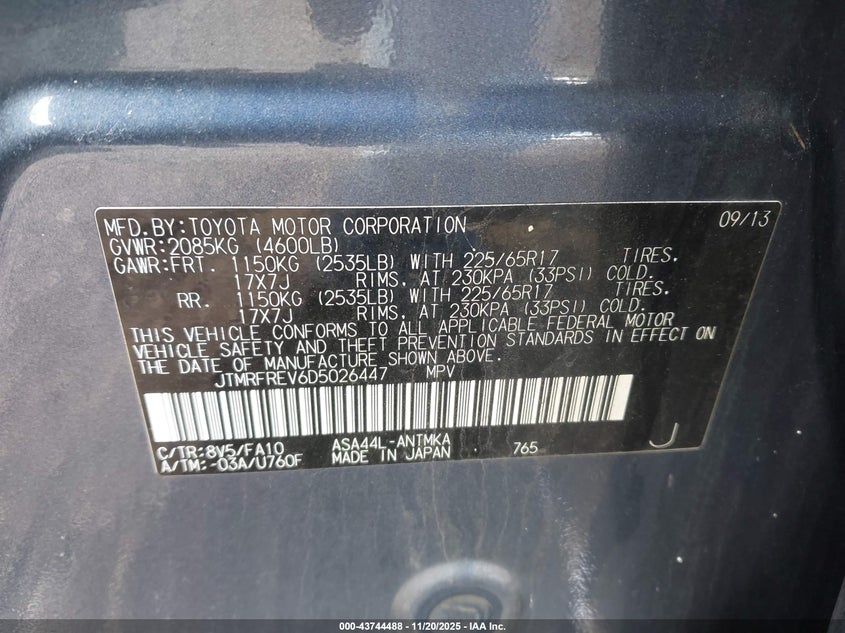 MFD.BY:TOYOTA MOTOR CORPORATION 09/13
GVWR:2085KG (4600LB)
GAWR:FRT. 1150KG (2535LB) WITH 225/65R17 TIRES,
17X7J RIMS, AT 230KPA (33PSI) COLD.
RR. 1150KG (2535LB) WITH 225/65R17 TIRES,
17X7J RIMS, AT 230KPA (33PSI) COLD.
THIS VEHICLE CONFORMS TO ALL APPLICABLE FEDERAL MOTOR
VEHICLE SAFETY AND THEFT PREVENTION STANDARDS IN EFFECT ON
THE DATE OF MANUFACTURE SHOWN ABOVE.
JTMRFREV6D5026447 MPV
C/TR:8V5/FA10 ASA44L-ANTMKA 765 J
A/TM:-03A/U760F MADE IN JAPAN
000-43744488 - 11/20/2025 - IAA Inc.